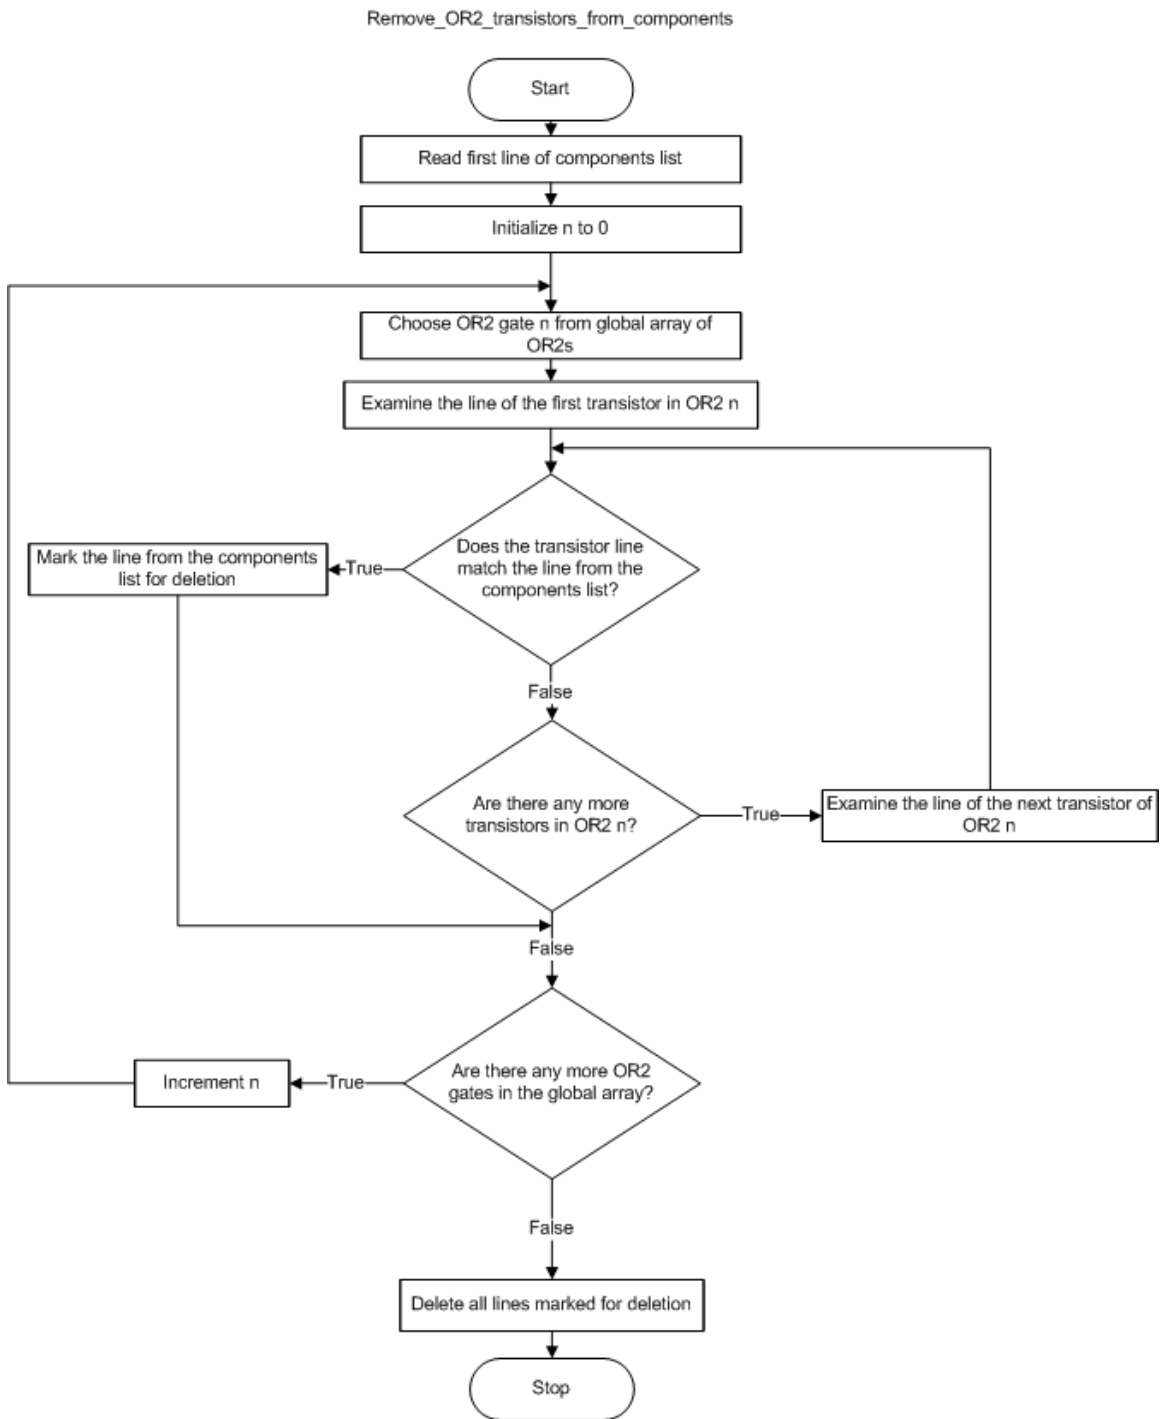 Remove_OR2_transistors_from_components
Start
Read first line of components list
Initialize n to 0
Choose OR2 gate n from global array of
OR2s
Examine the line of the first transistor in OR2 n
Does the transistor line
match the line from the
components list?
True
Mark the line from the components
list for deletion
False
Are there any more
transistors in OR2 n?
True
Examine the line of the next transistor of
OR2 n
False
Are there any more OR2
gates in the global array?
True
Increment n
False
Delete all lines marked for deletion
Stop